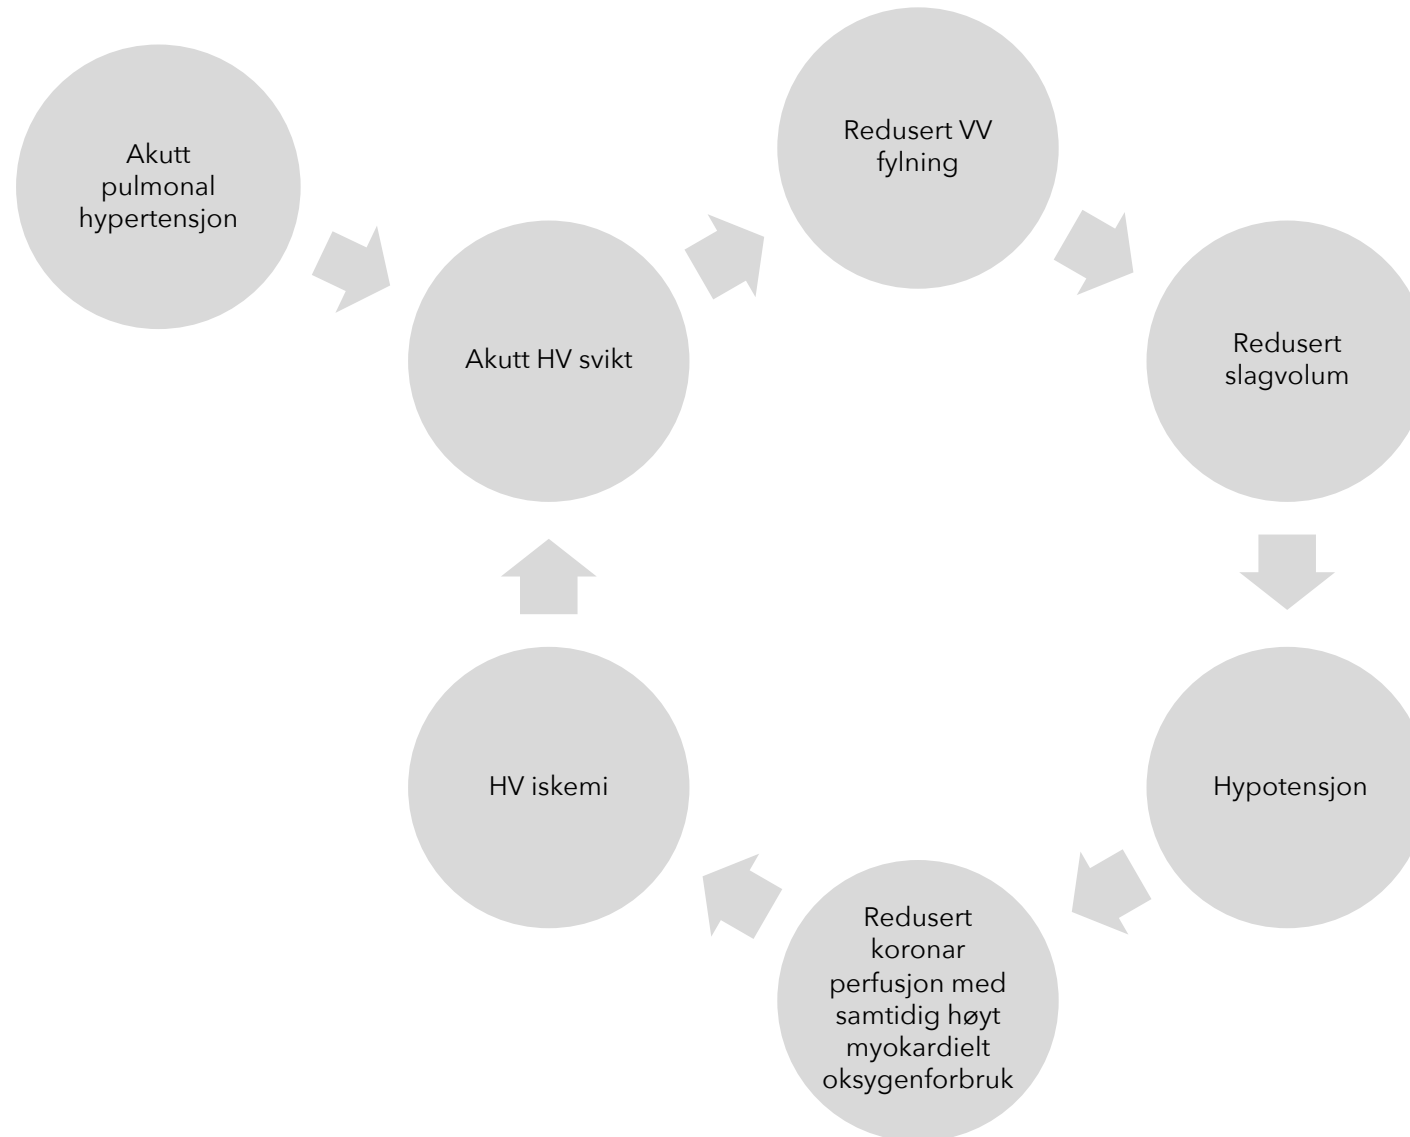 Akutt
pulmonal
hypertensjon
Akutt HV svikt
Redusert VV
fylning
Redusert
slagvolum
Hypotensjon
Redusert
koronar
perfusjon med
samtidig høyt
myokardielt
oksygenforbruk
HV iskemi